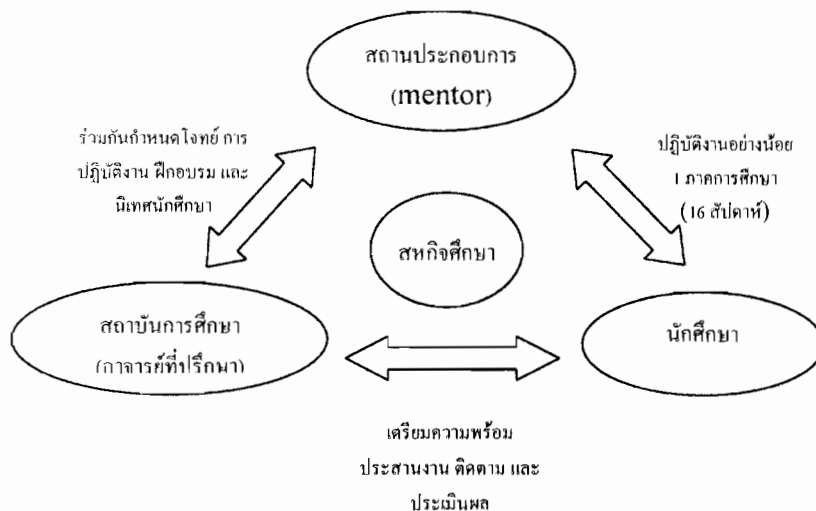 สถานประกอบการ
(mentor)
ร่วมกันกำหนดโจทย์ การ
ปฏิบัติงาน ฝึกอบรม และ
นิเทศนักศึกษา
ปฏิบัติงานอย่างน้อย
1 ภาคการศึกษา
(16 สัปดาห์)
สหกิจศึกษา
สถาบันการศึกษา
(อาจารย์ที่ปรึกษา)
นักศึกษา
เตรียมความพร้อม
ประสานงาน ติดตาม และ
ประเมินผล